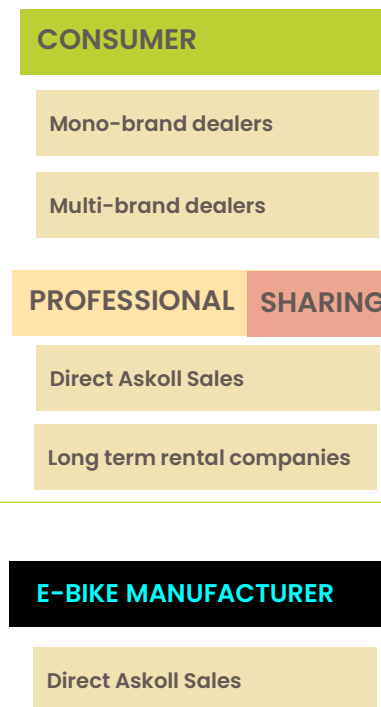 CONSUMER
Mono-brand dealers
Multi-brand dealers
PROFESSIONAL SHARING
Direct Askoll Sales
Long term rental companies
E-BIKE MANUFACTURER
Direct Askoll Sales